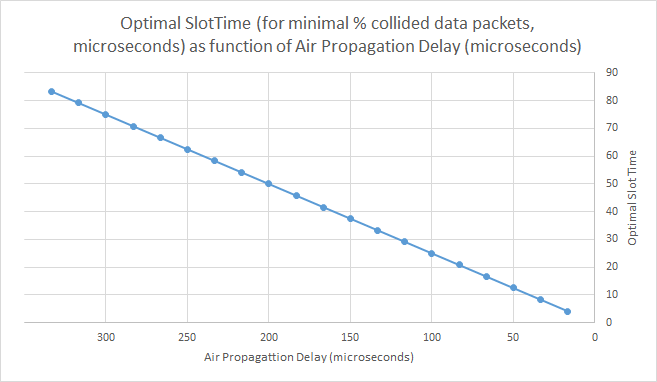 Optimal SlotTime (for minimal % collided data packets,
microseconds) as function of Air Propagation Delay (microseconds)
90
80
70
60
50
40
30
20
10
0
Optimal Slot Time
300 250 200 150 100 50 0
Air Propagattion Delay (microseconds)